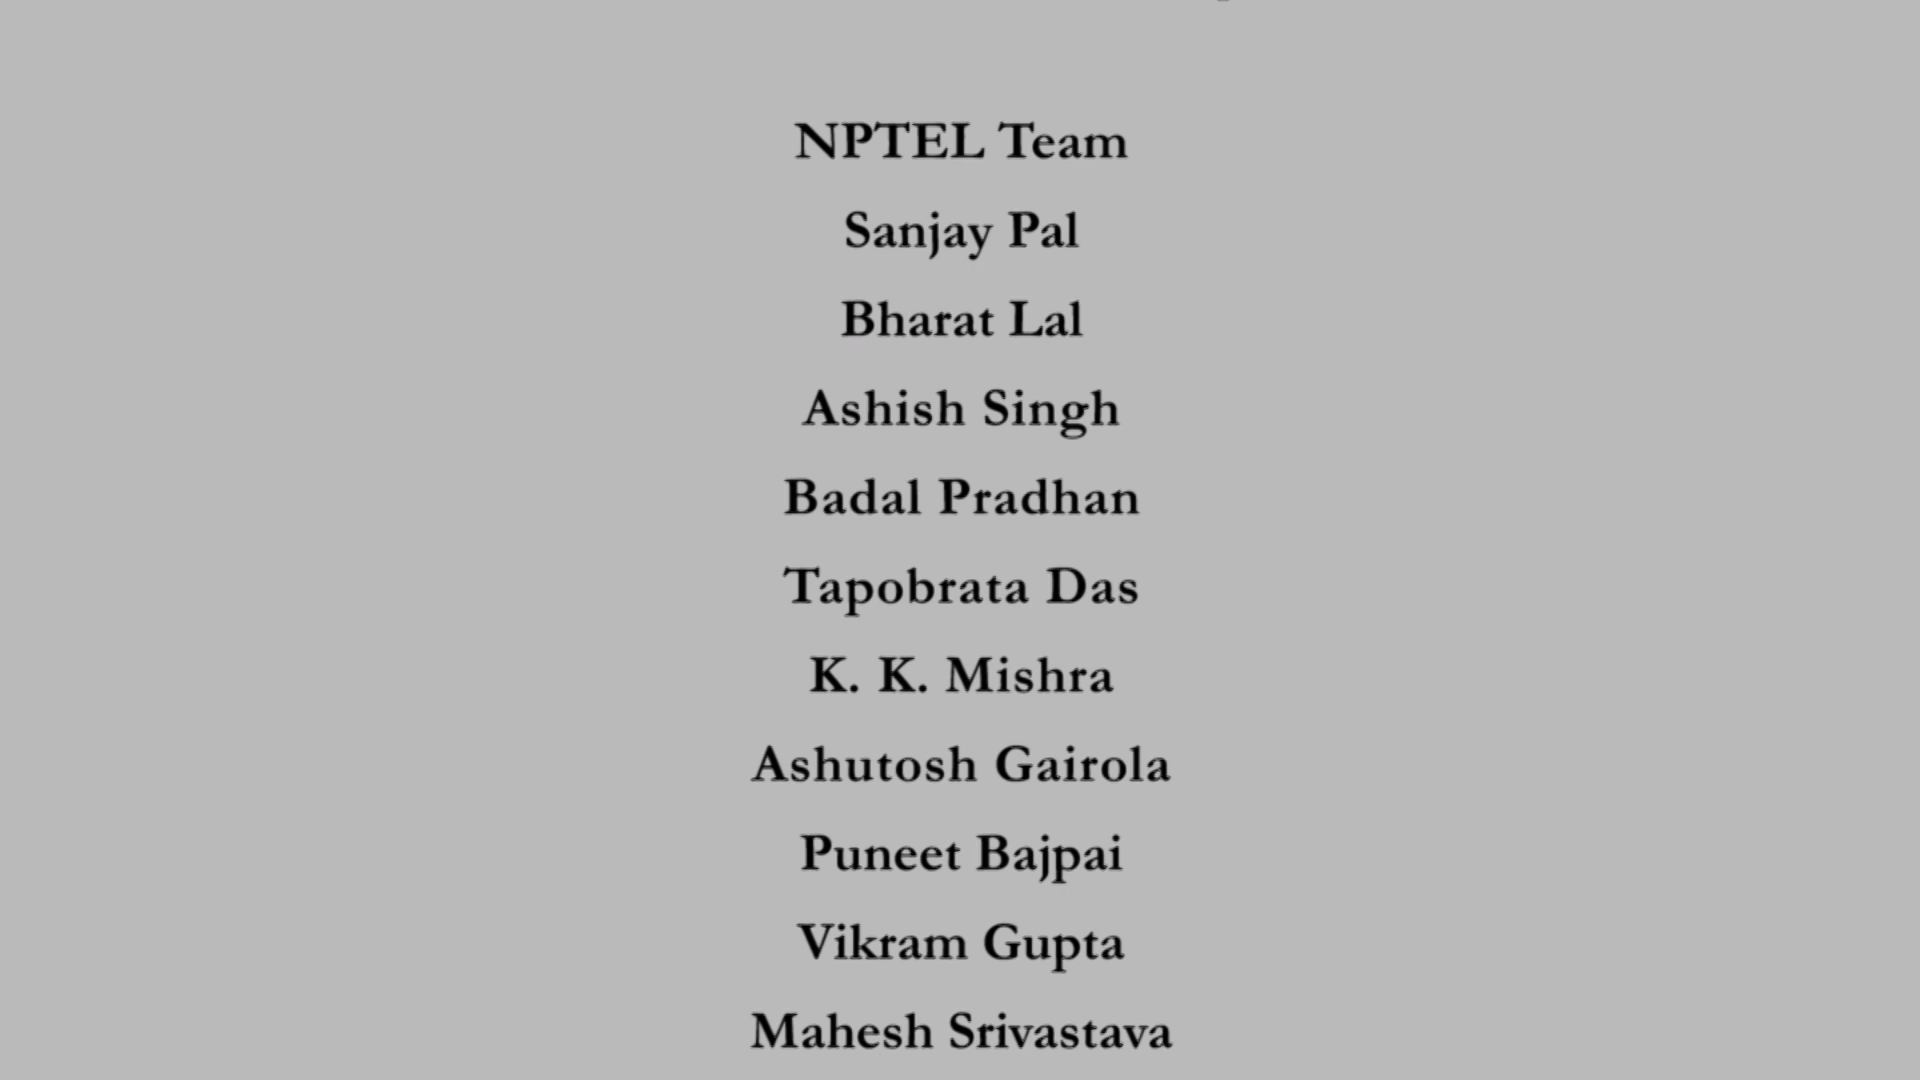 NPTEL Team
Sanjay Pal
Bharat Lal
Ashish Singh
Badal Pradhan
Tapobrata Das
K. K. Mishra
Ashutosh Gairola
Puneet Bajpai
Vikram Gupta
Mahesh Srivastava